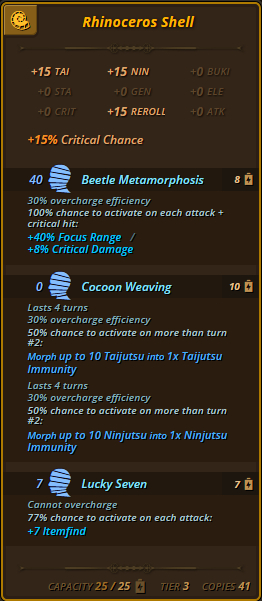 Rhinoceros Shell
+15 TAI +15 NIN +0 BUKI
+0 STA +0 GEN +0 ELE
+0 CRIT +15 REROLL +0 ATK
+15% Critical Chance
40 Beetle Metamorphosis 8
30% overcharge efficiency
100% chance to activate on each attack +
critical hit:
+40% Focus Range /
+8% Critical Damage
0 Cocoon Weaving 10
Lasts 4 turns
30% overcharge efficiency
50% chance to activate on more than turn
#2:
Morph up to 10 Taijutsu into 1x Taijutsu
Immunity
Lasts 4 turns
30% overcharge efficiency
50% chance to activate on more than turn
#2:
Morph up to 10 Ninjutsu into 1x Ninjutsu
Immunity
7 Lucky Seven 7
Cannot overcharge
77% chance to activate on each attack:
+7 Itemfind
CAPACITY 25 / 25 TIER 3 COPIES 41